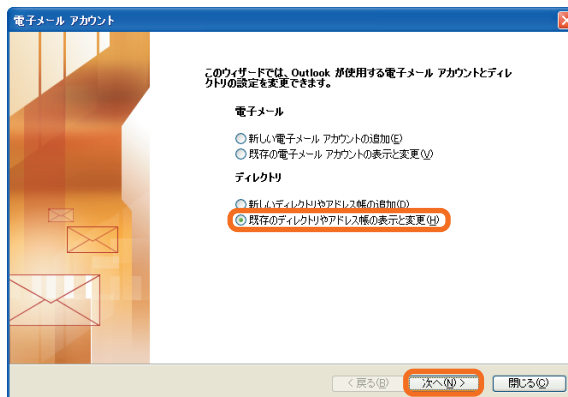 電子メール アカウント
このウィザードでは、Outlook が使用する電子メール アカウントとディレ
クトリの設定を変更できます。
電子メール
新しい電子メール アカウントの追加(E)
既存の電子メール アカウントの表示と変更(V)
ディレクトリ
新しいディレクトリやアドレス帳の追加(D)
既存のディレクトリやアドレス帳の表示と変更(H)
< 戻る(B) 次へ(N) > 閉じる(C)